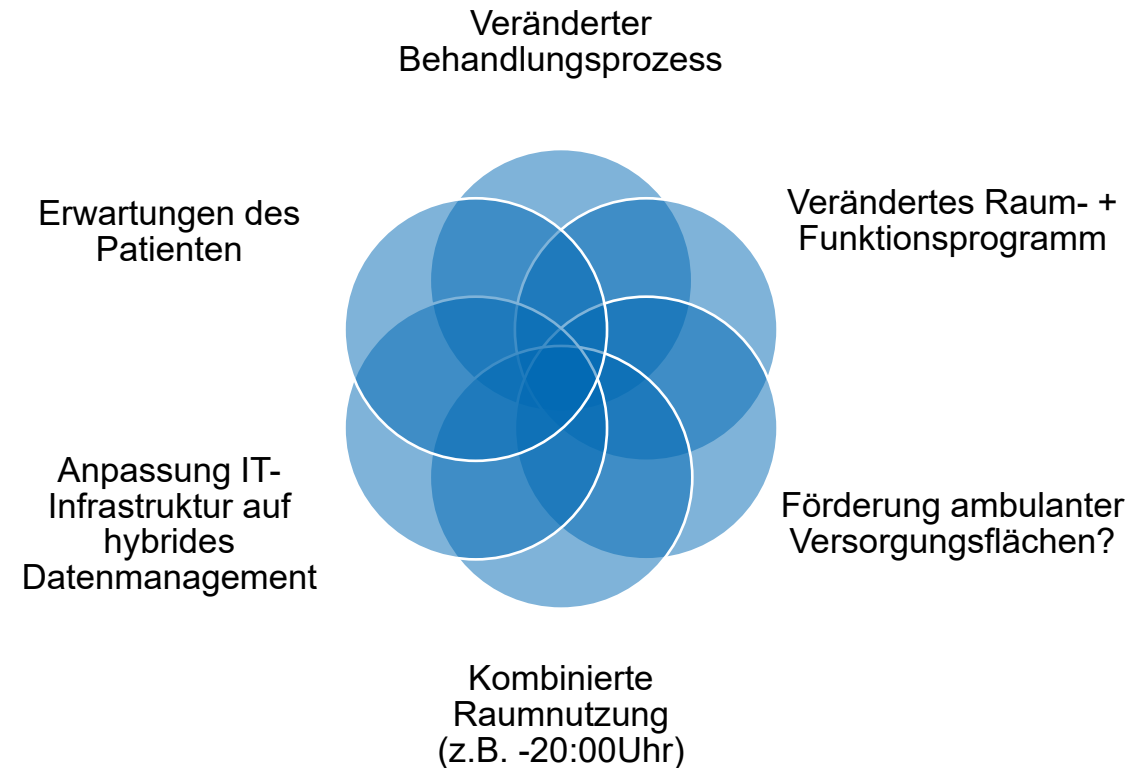 Veränderter
Behandlungsprozess
Verändertes Raum- +
Funktionsprogramm
Förderung ambulanter
Versorgungsflächen?
Kombinierte
Raumnutzung
(z.B. -20:00Uhr)
Anpassung IT-
Infrastruktur auf
hybrides
Datenmanagement
Erwartungen des
Patienten